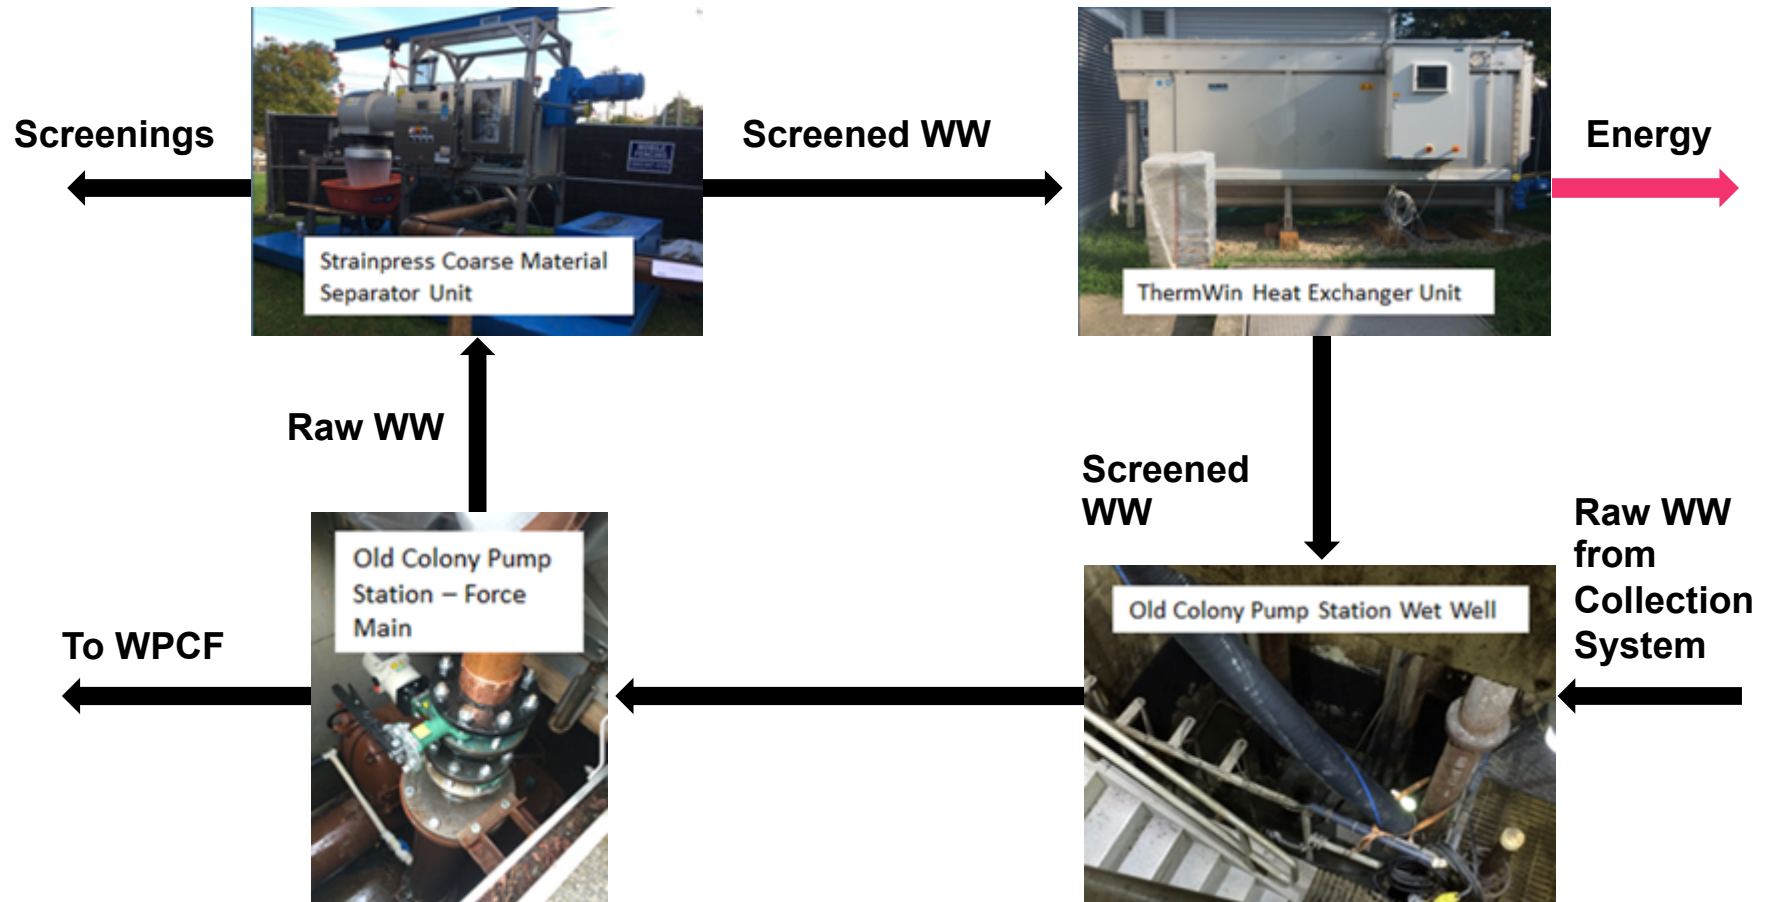 Screenings
Screened WW
Energy
Strainpress Coarse Material
Separator Unit
ThermWin Heat Exchanger Unit
Raw WW
Screened
WW
Raw WW
from
Collection
System
Old Colony Pump
Station – Force
Main
Old Colony Pump Station Wet Well
To WPCF